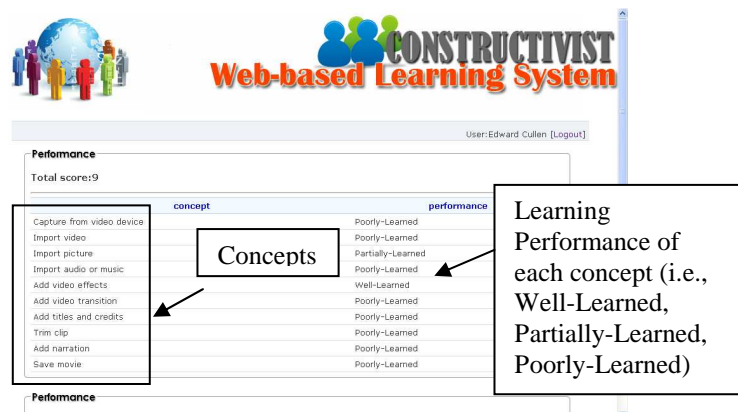 CONSTRUCTIVIST
Web-based Learning System
User:Edward Cullen [Logout]
Performance
Total score:9
concept performance
Capture from video device Poorly-Learned
Import video Poorly-Learned
Import picture Partially-Learned
Import audio or music Poorly-Learned
Add video effects Well-Learned
Add video transition Poorly-Learned
Add titles and credits Poorly-Learned
Trim clip Poorly-Learned
Add narration Poorly-Learned
Save movie Poorly-Learned
Concepts
Learning
Performance of
each concept (i.e.,
Well-Learned,
Partially-Learned,
Poorly-Learned)
Performance